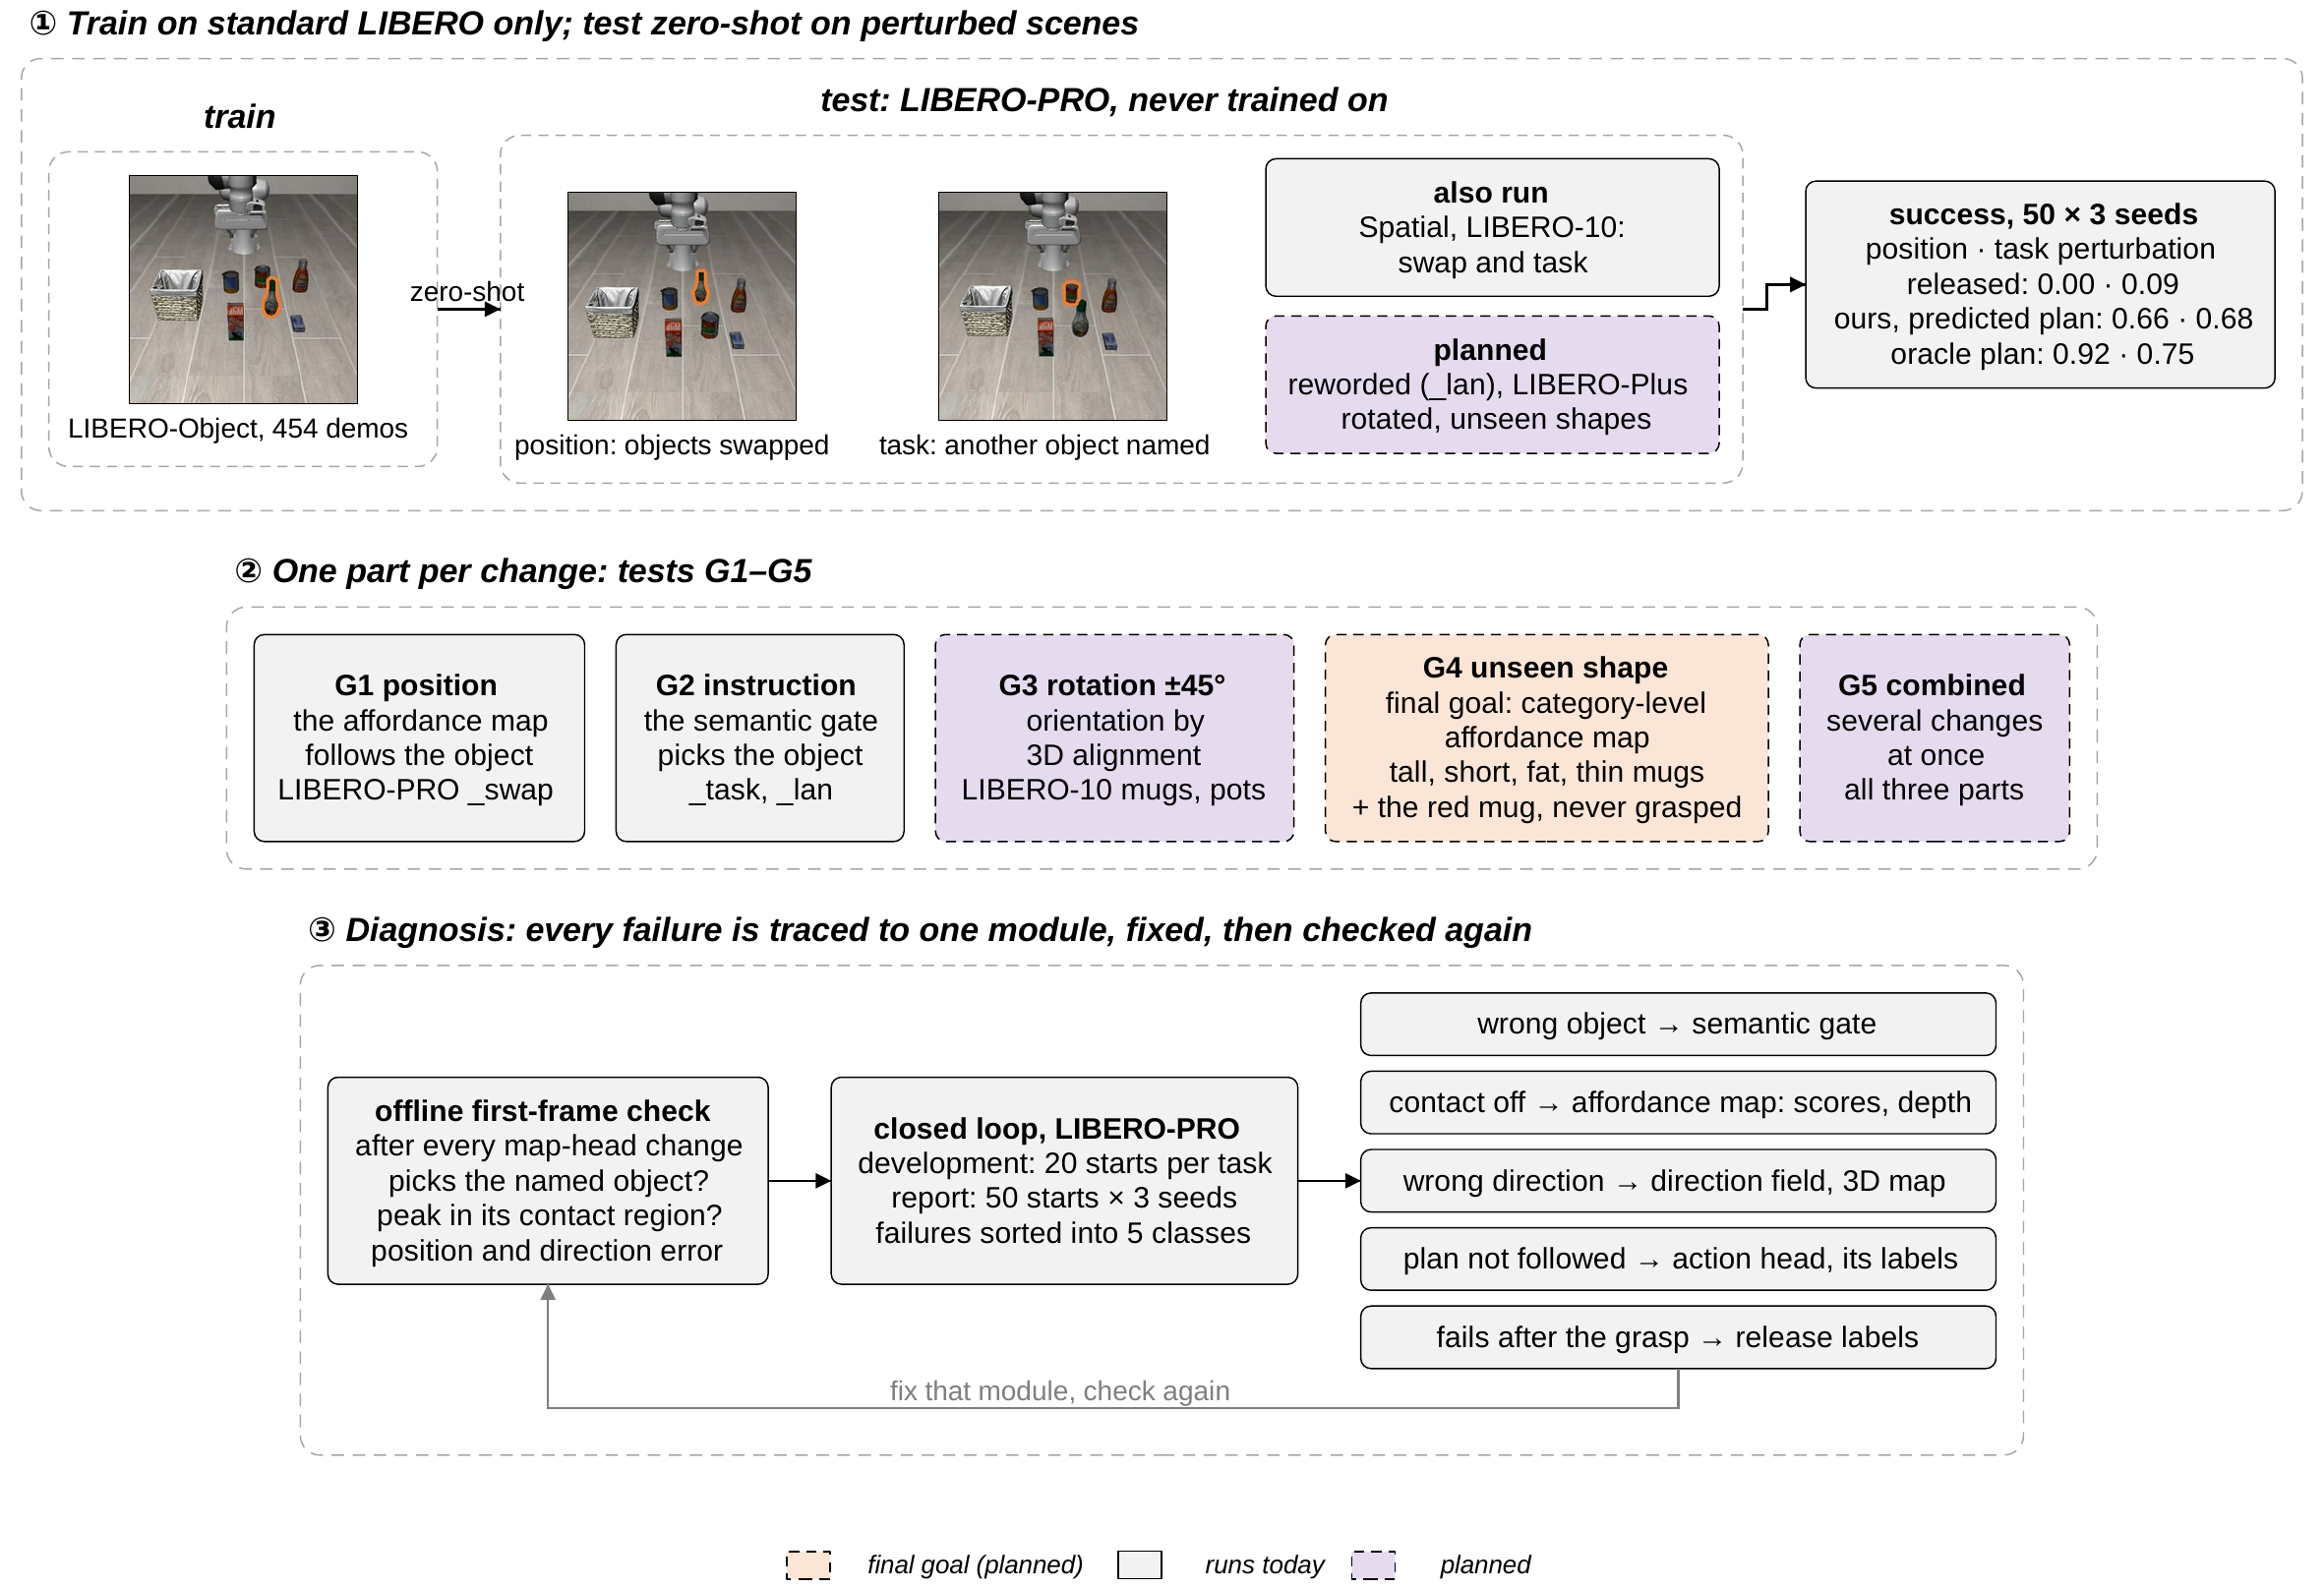 ① Train on standard LIBERO only; test zero-shot on perturbed scenes
train
test: LIBERO-PRO, never trained on
LIBERO-Object, 454 demos
zero-shot
position: objects swapped
task: another object named
also run
Spatial, LIBERO-10:
swap and task
planned
reworded (_lan), LIBERO-Plus
rotated, unseen shapes
success, 50 × 3 seeds
position · task perturbation
released: 0.00 · 0.09
ours, predicted plan: 0.66 · 0.68
oracle plan: 0.92 · 0.75
② One part per change: tests G1–G5
G1 position
the affordance map
follows the object
LIBERO-PRO _swap
G2 instruction
the semantic gate
picks the object
_task, _lan
G3 rotation ±45°
orientation by
3D alignment
LIBERO-10 mugs, pots
G4 unseen shape
final goal: category-level
affordance map
tall, short, fat, thin mugs
+ the red mug, never grasped
G5 combined
several changes
at once
all three parts
③ Diagnosis: every failure is traced to one module, fixed, then checked again
offline first-frame check
after every map-head change
picks the named object?
peak in its contact region?
position and direction error
closed loop, LIBERO-PRO
development: 20 starts per task
report: 50 starts × 3 seeds
failures sorted into 5 classes
wrong object → semantic gate
contact off → affordance map: scores, depth
wrong direction → direction field, 3D map
plan not followed → action head, its labels
fails after the grasp → release labels
fix that module, check again
final goal (planned)
runs today
planned